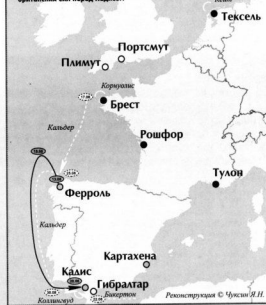 Тексель
Портсмут
Плимут
Корнуолис
Брест
Кальдер
Рошфор
Тулон
Ферроль
Кальдер
Картахена
Кадис
Гибралтар
Бикертон
Коллингвуд
Реконструкция © Чуксин Я.Н.